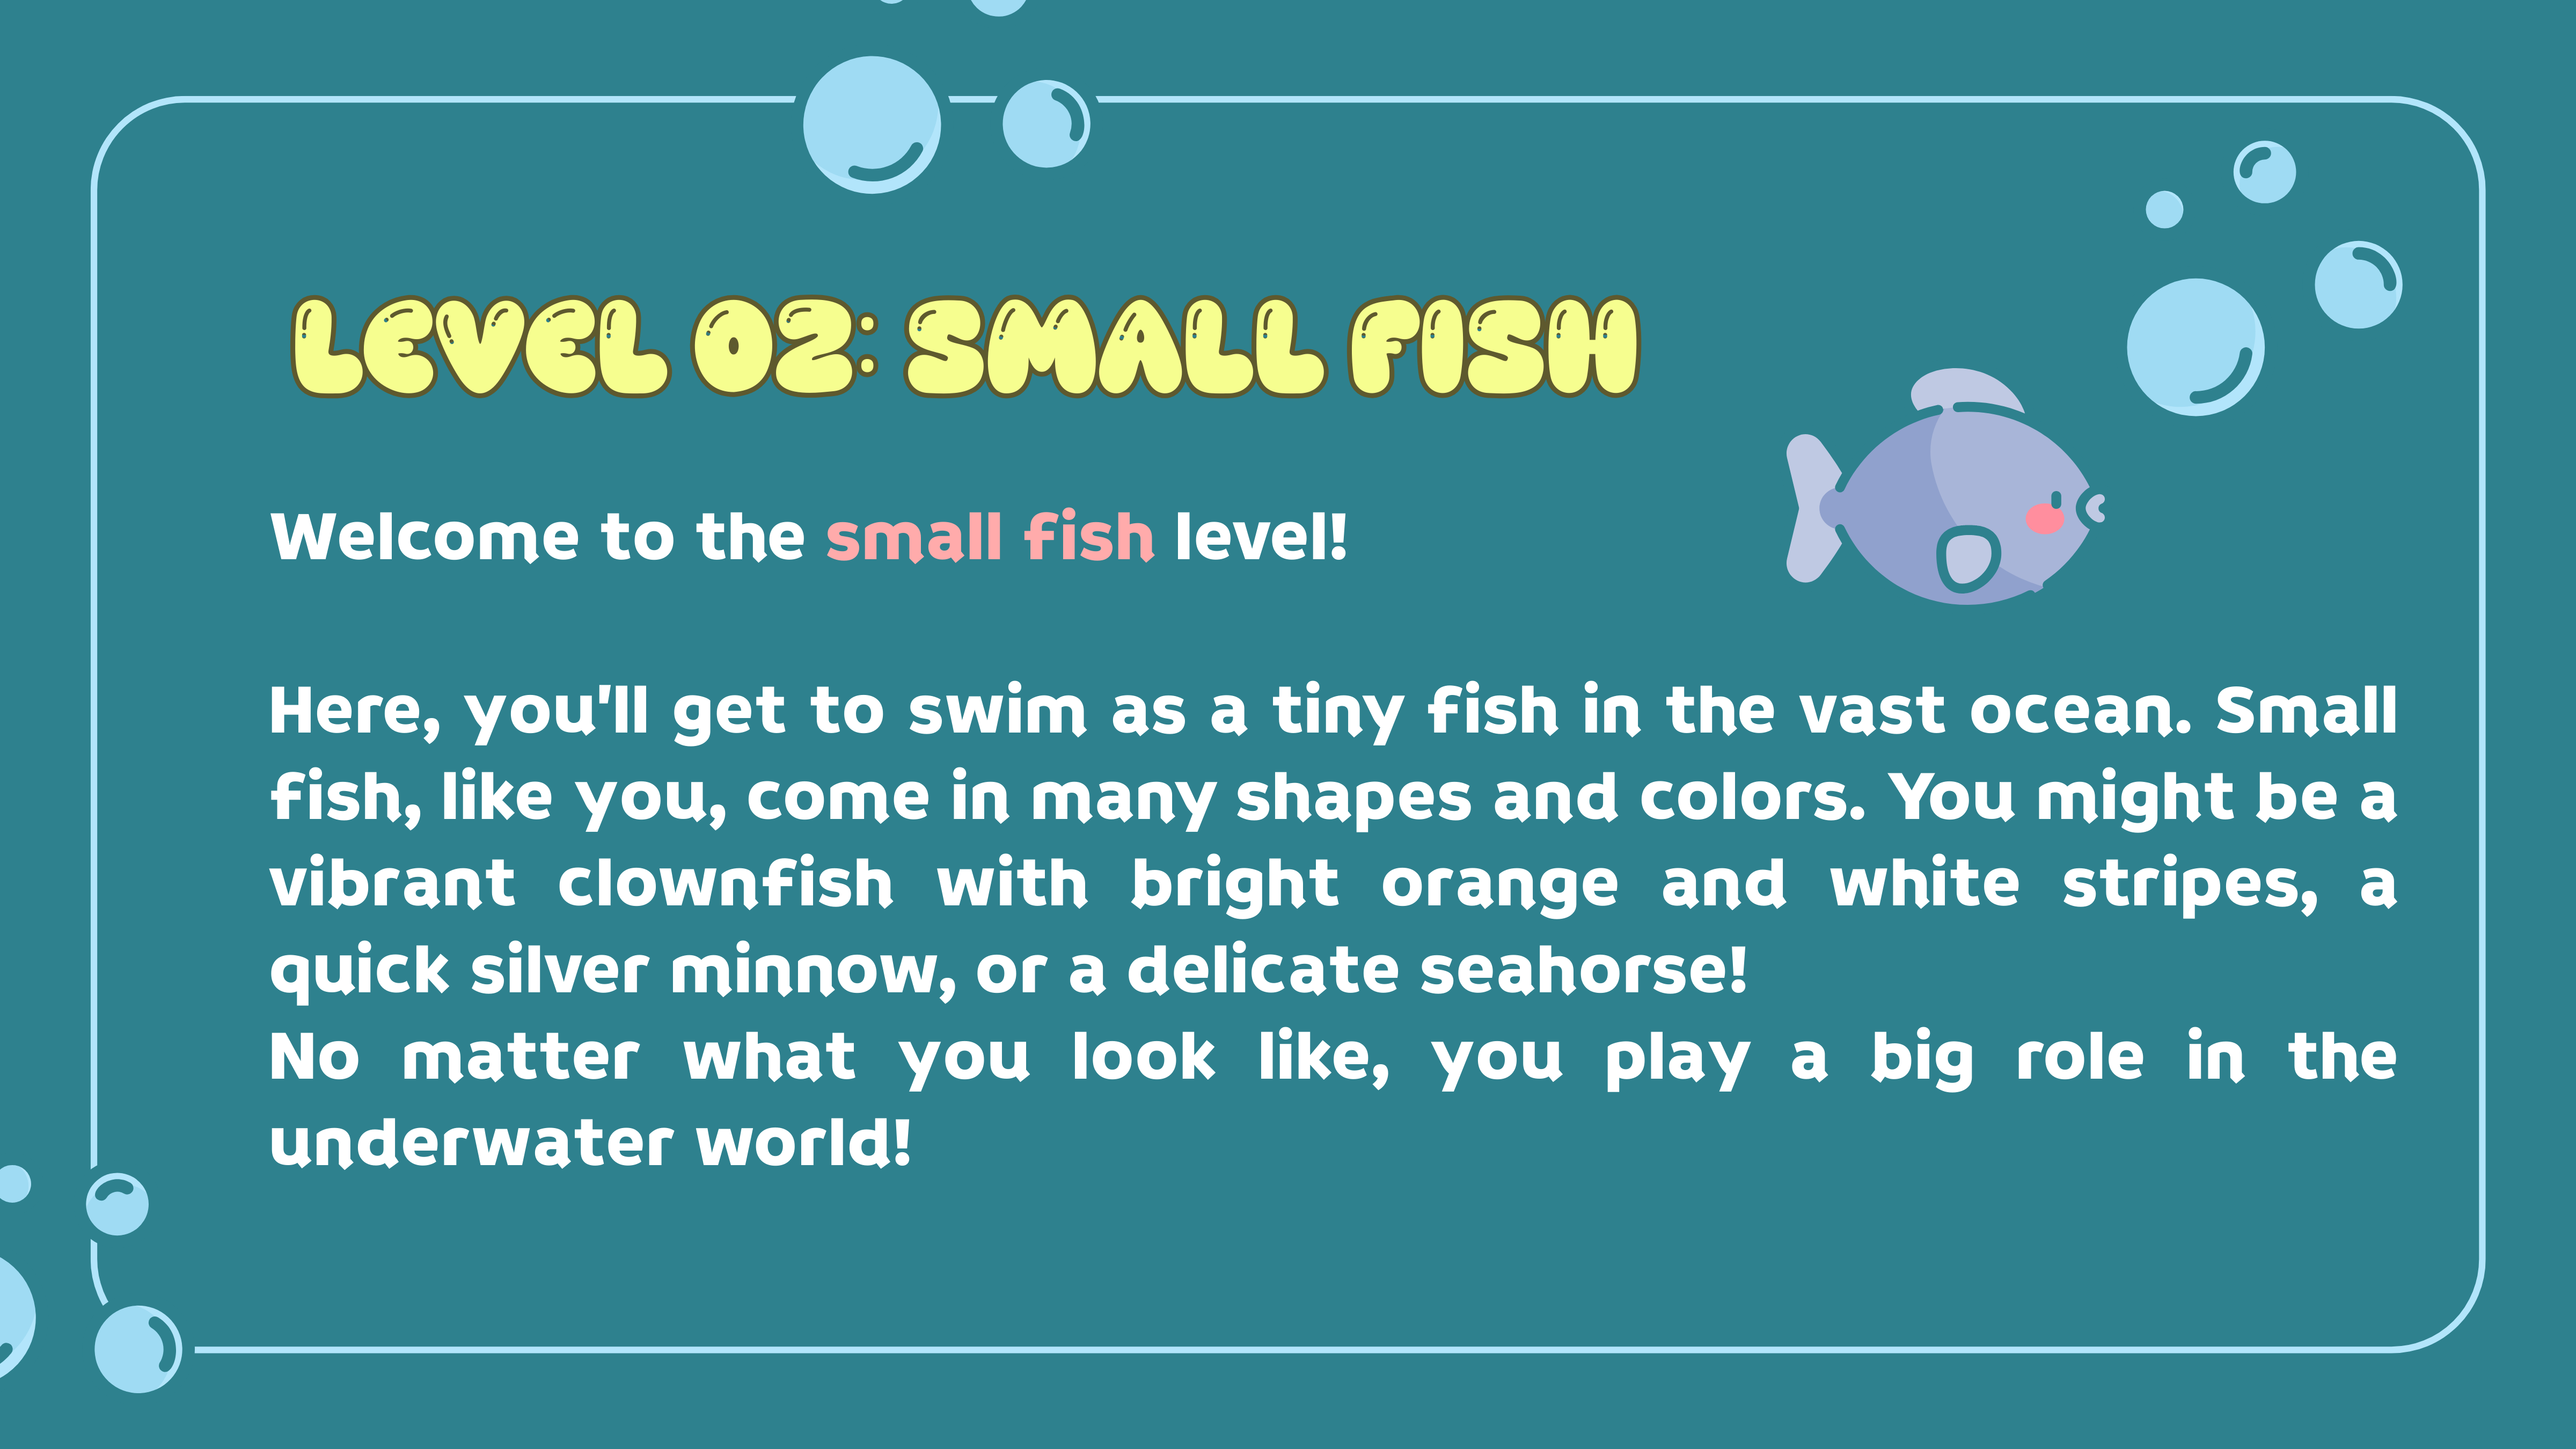 LEVEL 02: SMALL FISH
Welcome to the small fish level!
Here, you'll get to swim as a tiny fish in the vast ocean. Small
fish, like you, come in many shapes and colors. You might be a
vibrant clownfish with bright orange and white stripes, a
quick silver minnow, or a delicate seahorse!
No matter what you look like, you play a big role in the
underwater world!